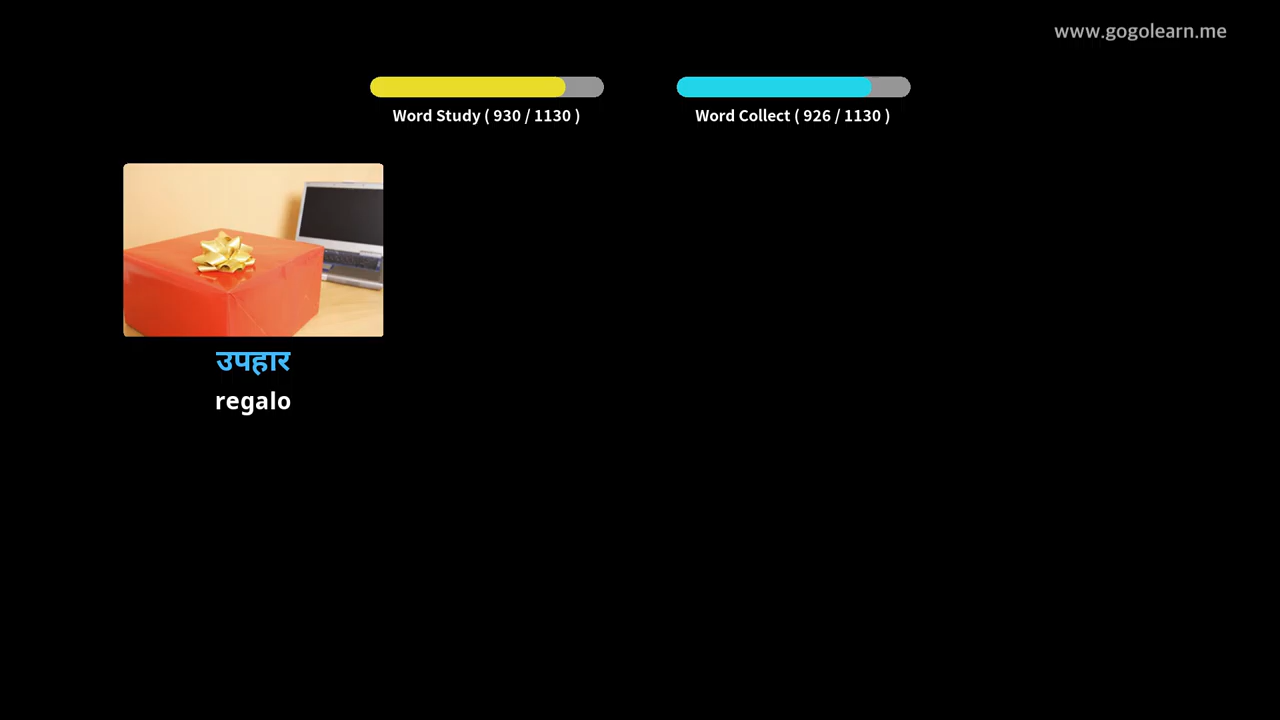 www.gogolearn.me
Word Study ( 930 / 1130 )
Word Collect ( 926 / 1130 )
उपहार
regalo